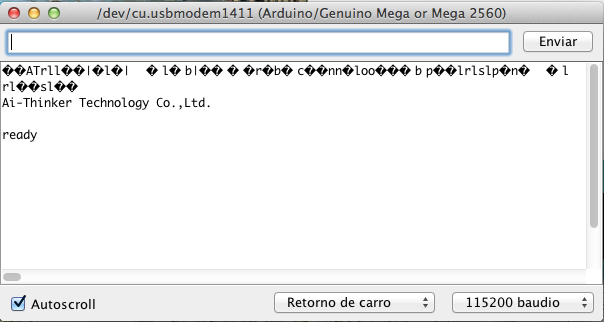 /dev/cu.usbmodem1411 (Arduino/Genuino Mega or Mega 2560)
Enviar
��ATrll��|�l�| �l�b|����r�b�c��nn�loo���bp��lrlslp�n� �l
rl��sl��
Ai-Thinker Technology Co.,Ltd.
ready
Autoscroll
Retorno de carro
115200 baudio